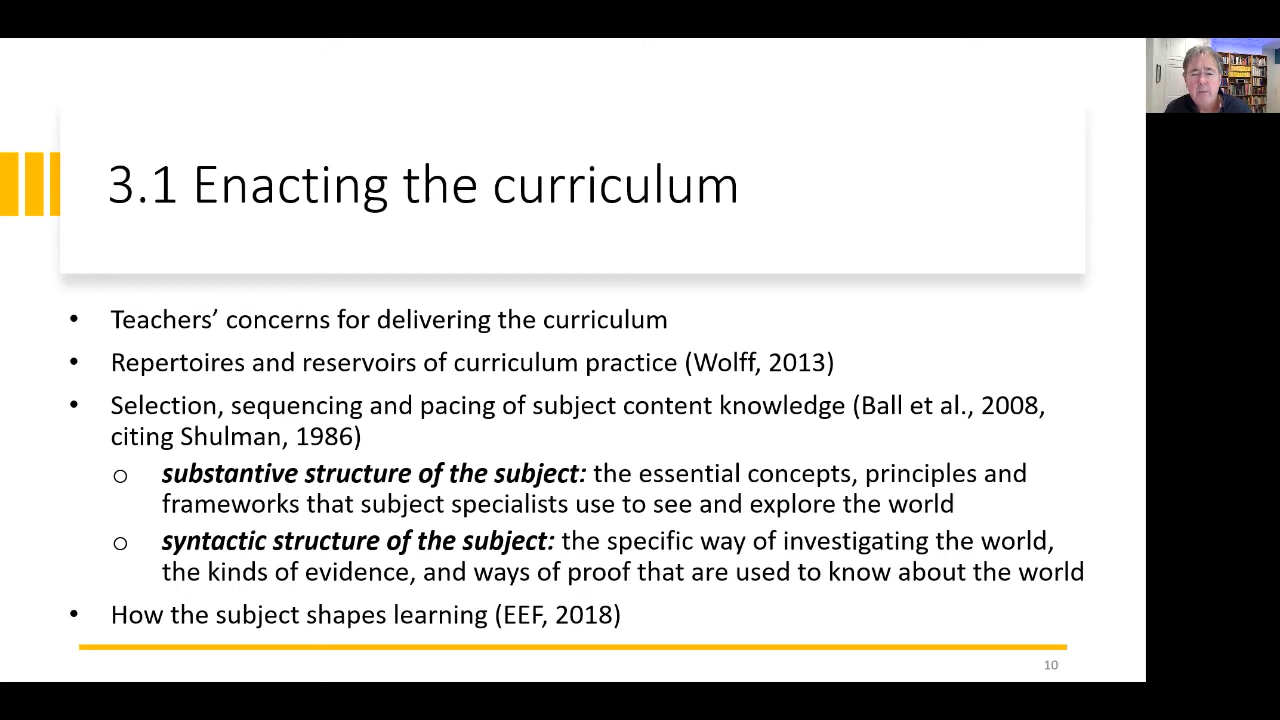 3.1 Enacting the curriculum
• Teachers’ concerns for delivering the curriculum
• Repertoires and reservoirs of curriculum practice (Wolff, 2013)
• Selection, sequencing and pacing of subject content knowledge (Ball et al., 2008,
citing Shulman, 1986)
o substantive structure of the subject: the essential concepts, principles and
frameworks that subject specialists use to see and explore the world
o syntactic structure of the subject: the specific way of investigating the world,
the kinds of evidence, and ways of proof that are used to know about the world
• How the subject shapes learning (EEF, 2018)
10